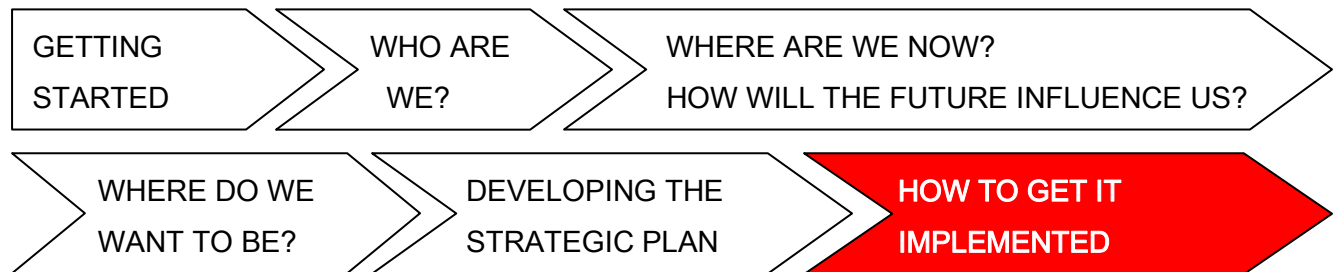 GETTING
STARTED
WHO ARE
WE?
WHERE ARE WE NOW?
HOW WILL THE FUTURE INFLUENCE US?
WHERE DO WE
WANT TO BE?
DEVELOPING THE
STRATEGIC PLAN
HOW TO GET IT
IMPLEMENTED